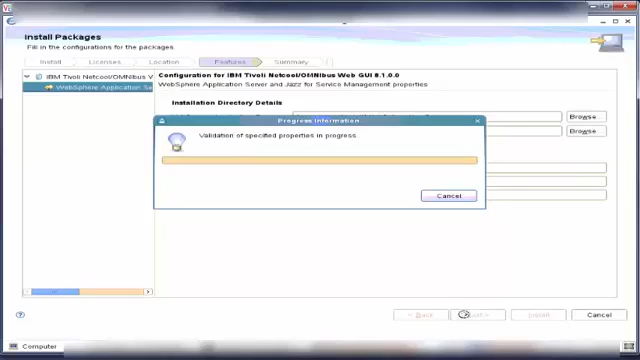 Install Packages
Fill in the configurations for the packages
Install
Licenses
Location
Features
Summary
IBM Tivoli Netcool/OMNIbus V
WebSphere Application Se
Configuration for IBM Tivoli Netcool/OMNIbus Web GUI 8.1.0.0
WebSphere Application Server and Jazz for Service Management properties
Installation Directory Details
Browse...
Browse...
Progress Information
Validation of specified properties in progress
Cancel
< Back
Install
Cancel
Computer